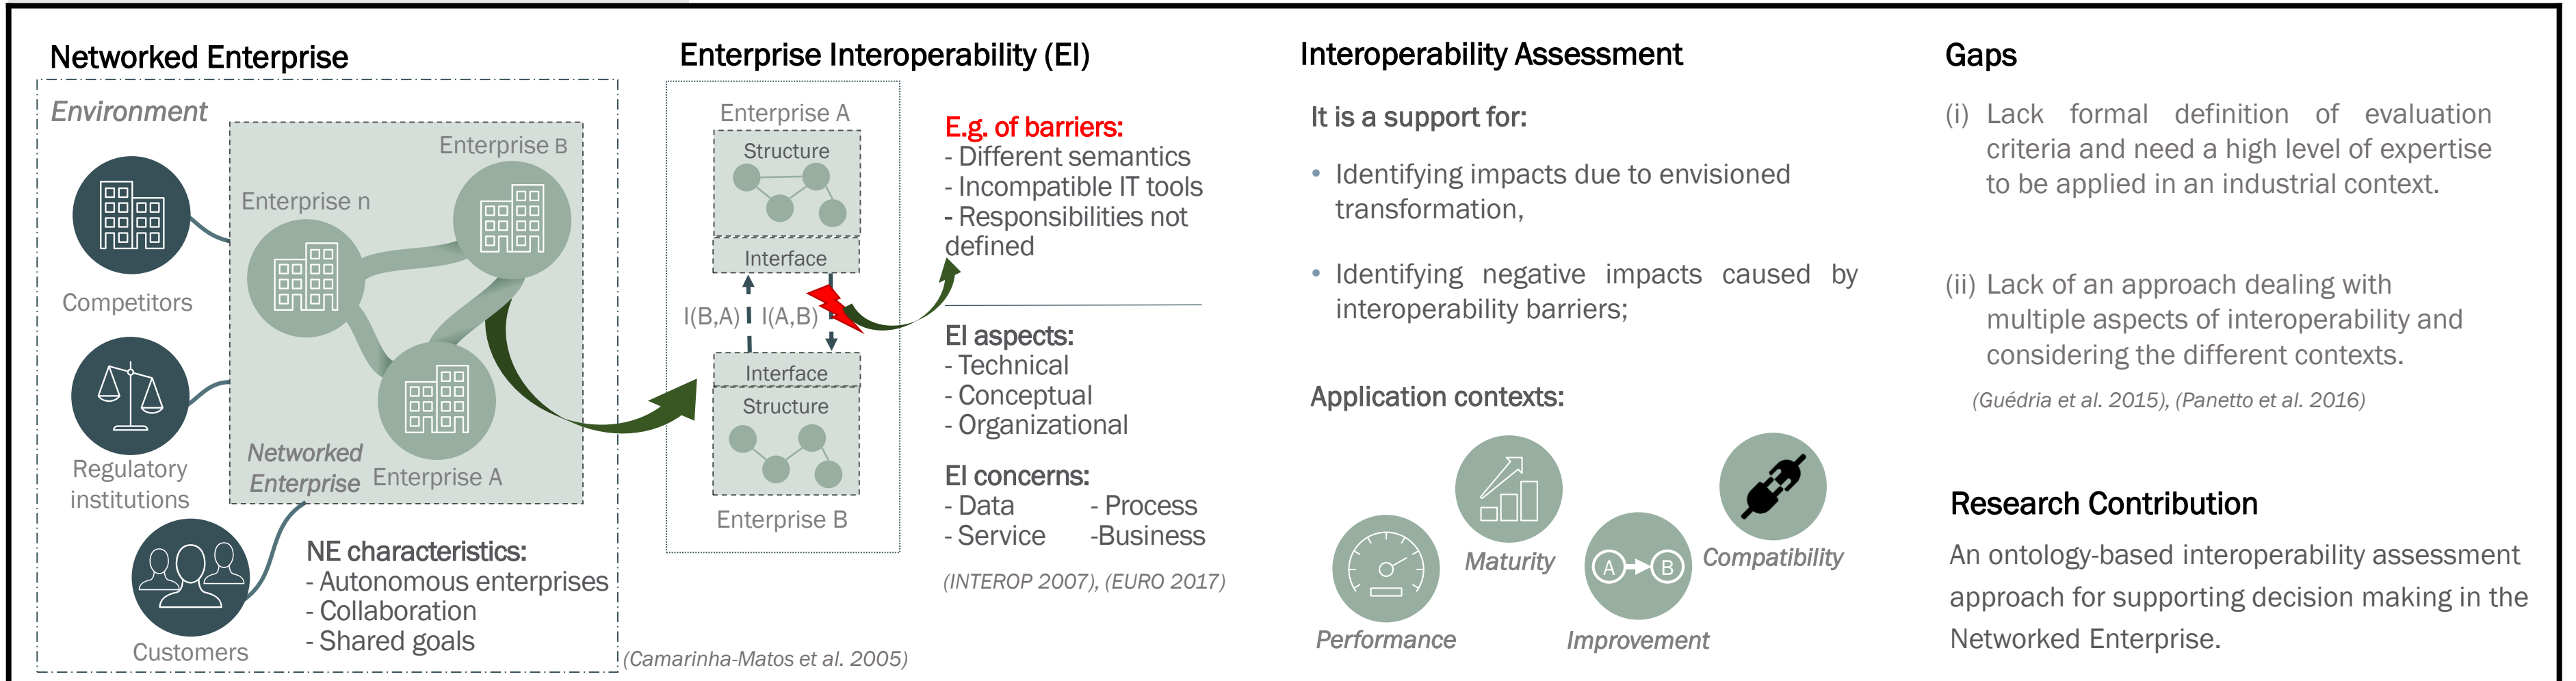 Networked Enterprise
Environment
Enterprise B
Enterprise n
Competitors
Regulatory
institutions
Networked
Enterprise
Enterprise A
Customers
NE characteristics:
- Autonomous enterprises
- Collaboration
- Shared goals
(Camarinha-Matos et al. 2005)
Enterprise Interoperability (EI)
Enterprise A
Structure
Interface
I(B,A) I(A,B)
Interface
Structure
Enterprise B
E.g. of barriers:
- Different semantics
- Incompatible IT tools
- Responsibilities not
defined
EI aspects:
- Technical
- Conceptual
- Organizational
EI concerns:
- Data - Process
- Service -Business
(INTEROP 2007), (EURO 2017)
Interoperability Assessment
It is a support for:
• Identifying impacts due to envisioned
transformation,
• Identifying negative impacts caused by
interoperability barriers;
Application contexts:
Performance
Maturity
A B
Improvement
Compatibility
Gaps
(i) Lack formal definition of evaluation
criteria and need a high level of expertise
to be applied in an industrial context.
(ii) Lack of an approach dealing with
multiple aspects of interoperability and
considering the different contexts.
(Guédria et al. 2015), (Panetto et al. 2016)
Research Contribution
An ontology-based interoperability assessment
approach for supporting decision making in the
Networked Enterprise.